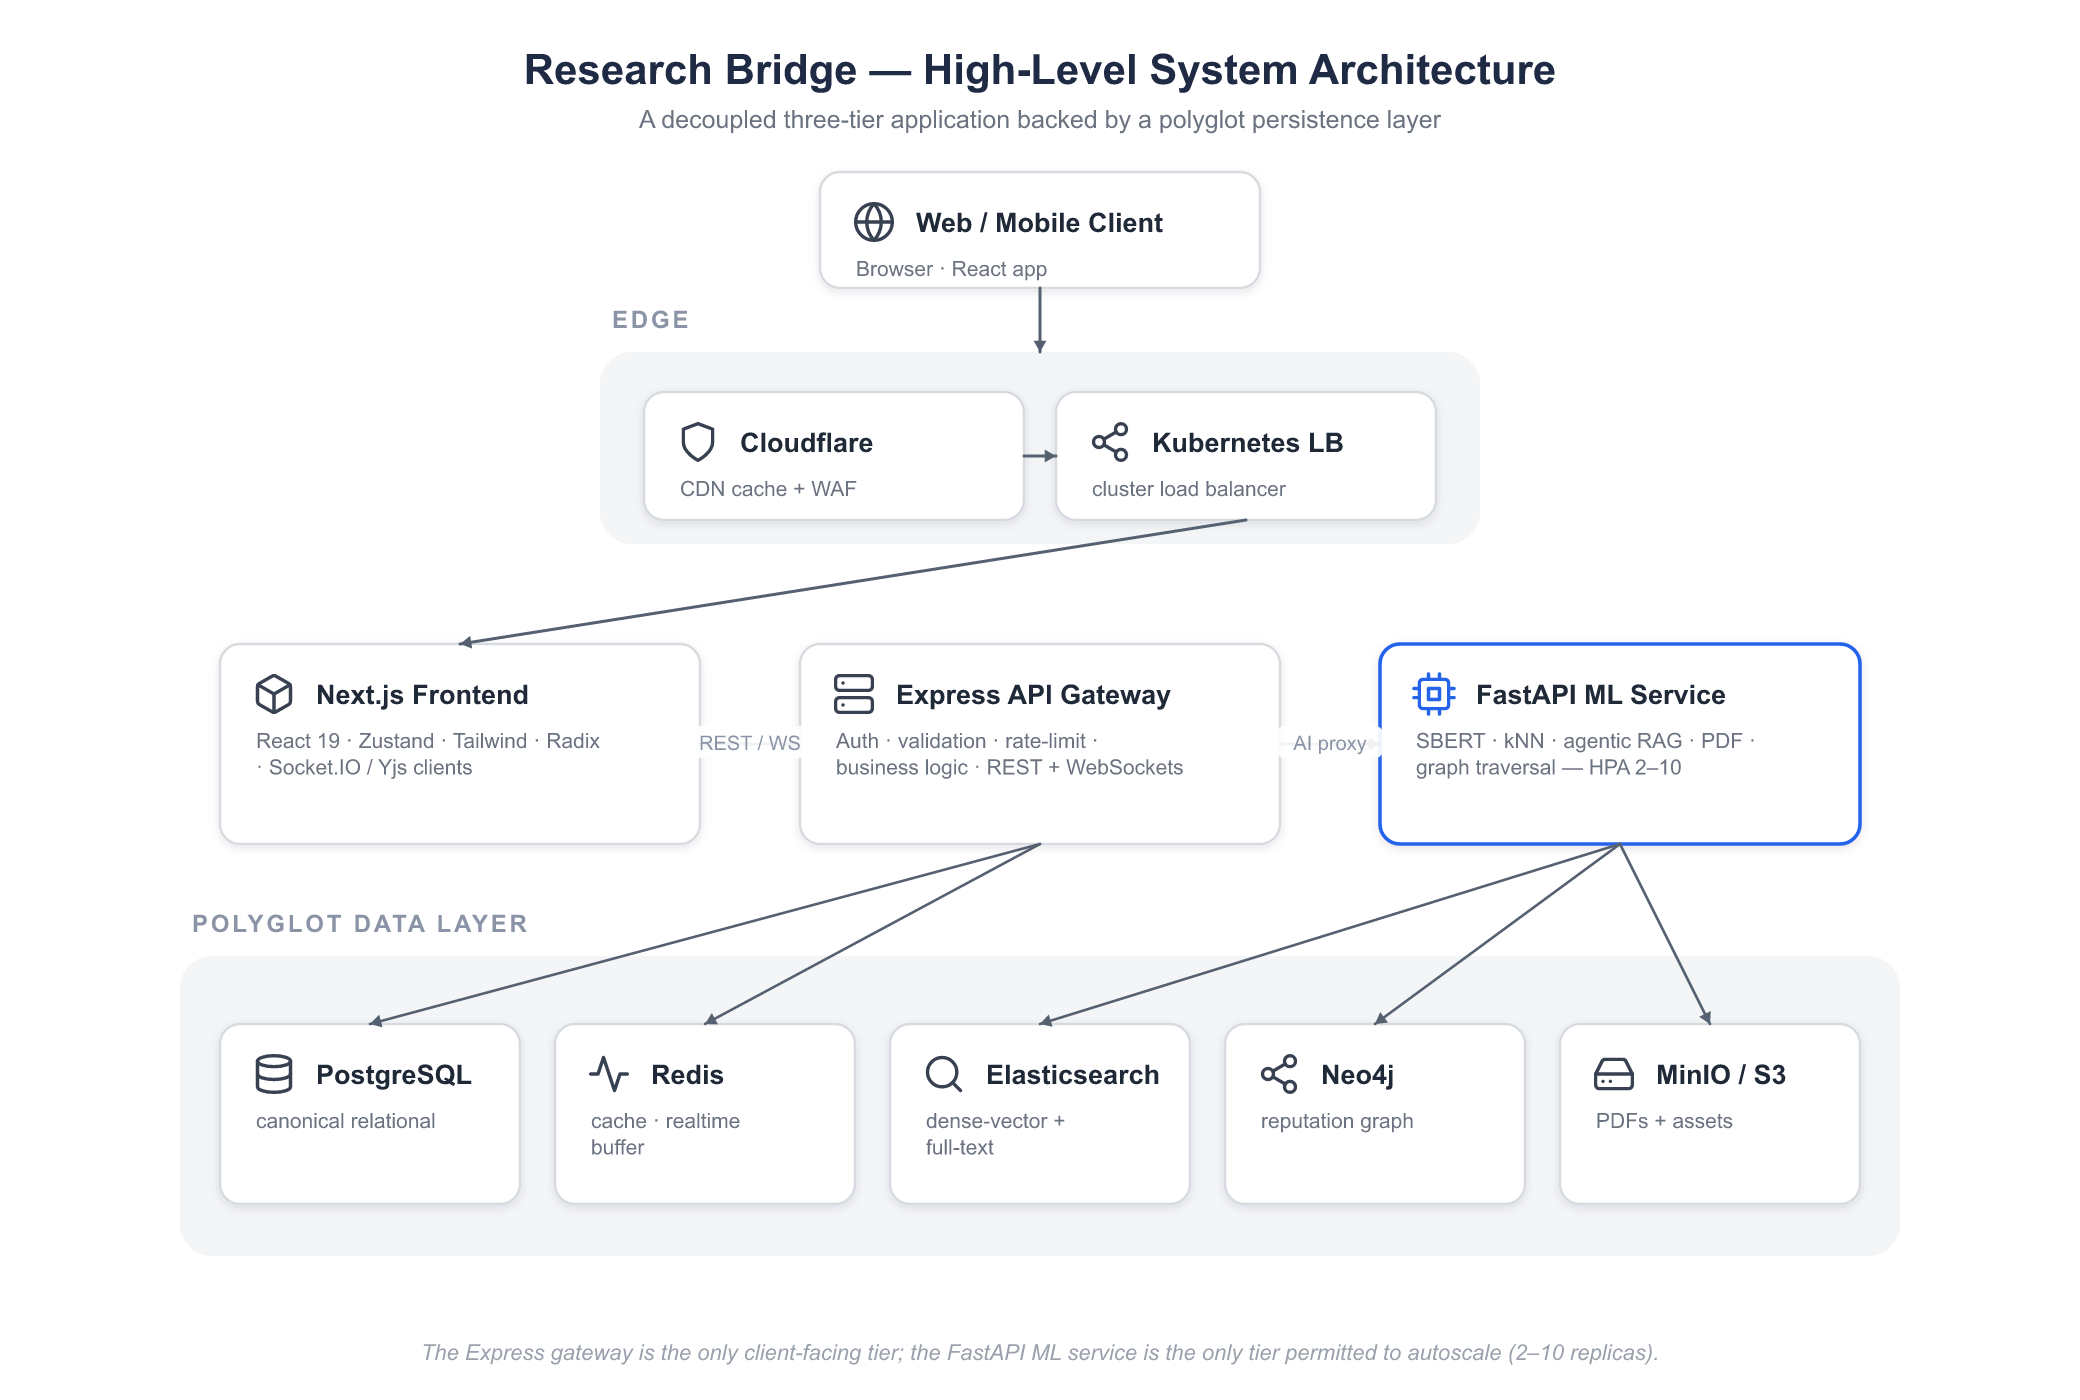 Research Bridge — High-Level System Architecture
A decoupled three-tier application backed by a polyglot persistence layer
Web / Mobile Client
Browser · React app
EDGE
Cloudflare
CDN cache + WAF
Kubernetes LB
cluster load balancer
Next.js Frontend
React 19 · Zustand · Tailwind · Radix
· Socket.IO / Yjs clients
REST / WS
Express API Gateway
Auth · validation · rate-limit ·
business logic · REST + WebSockets
AI proxy
FastAPI ML Service
SBERT · kNN · agentic RAG · PDF ·
graph traversal — HPA 2–10
POLYGLOT DATA LAYER
PostgreSQL
canonical relational
Redis
cache · realtime
buffer
Elasticsearch
dense-vector +
full-text
Neo4j
reputation graph
MinIO / S3
PDFs + assets
The Express gateway is the only client-facing tier; the FastAPI ML service is the only tier permitted to autoscale (2–10 replicas).